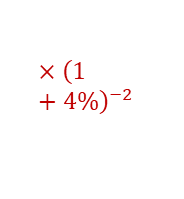 × (1
+ 4%)⁻²